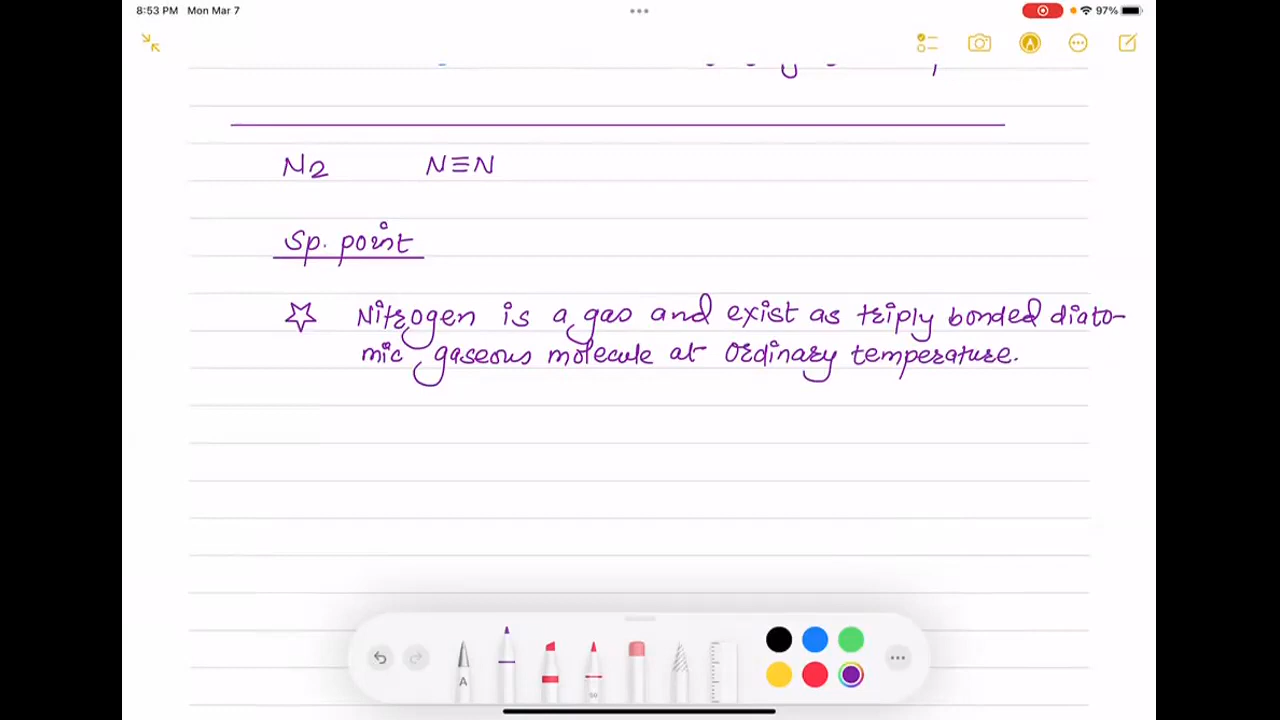 8:53 PM Mon Mar 7
97%
N2 N≡N
Sp. point
☆ Nitrogen is a gas and exist as triply bonded diato-
mic gaseous molecule at ordinary temperature.
A
50